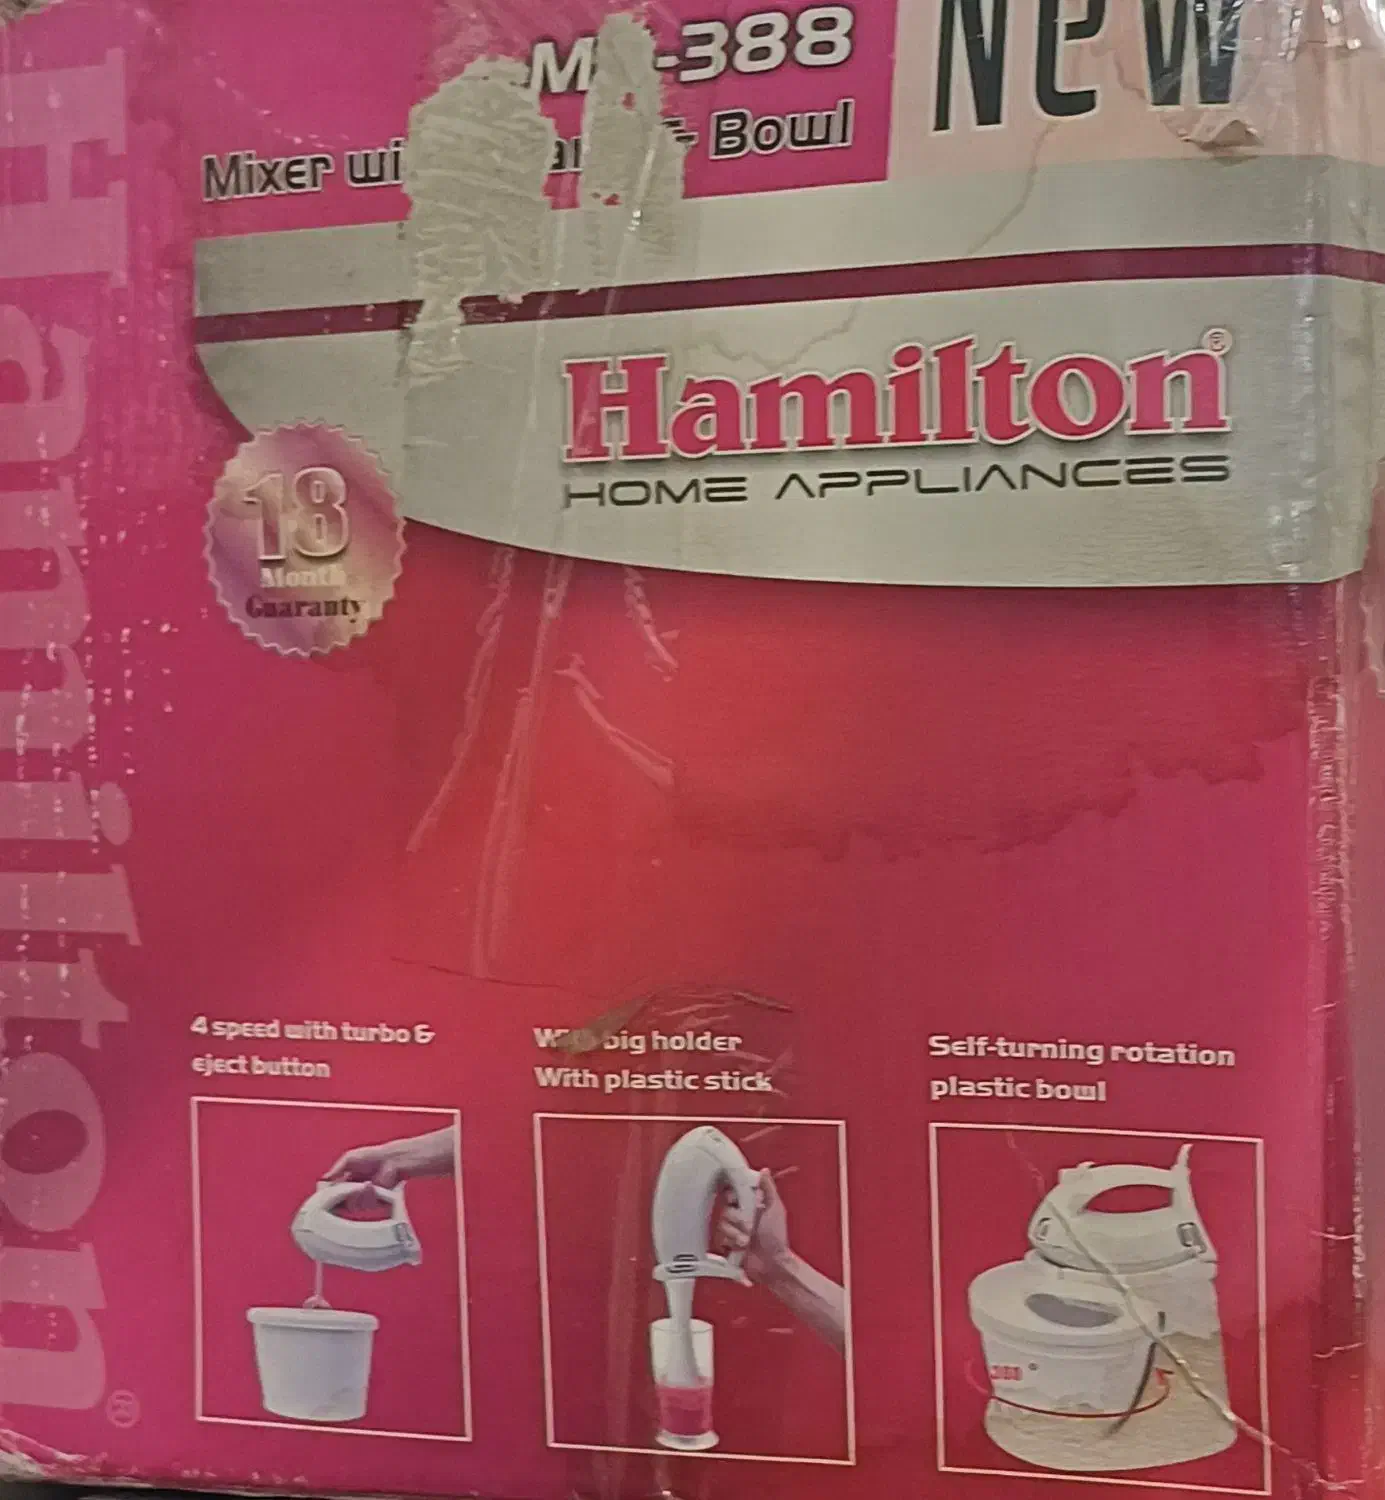 -388
New
Mixer
& Bowl
Hamilton®
HOME APPLIANCES
18
Month
Guaranty
Hamilton®
4 speed with turbo &
eject button
big holder
With plastic stick
Self-turning rotation
plastic bowl